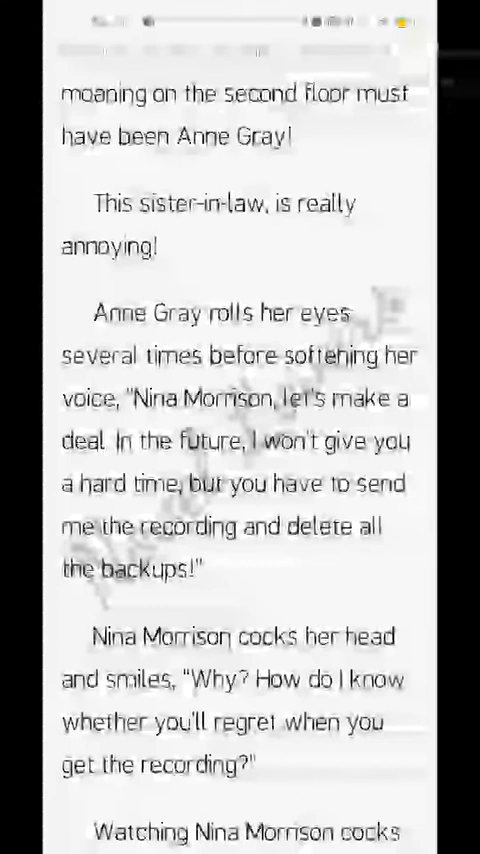 moaning on the second floor must
have been Anne Gray!
This sister-in-law, is really
annoying!
Anne Gray rolls her eyes
several times before softening her
voice, "Nina Morrison, let's make a
deal. In the future, I won't give you
a hard time, but you have to send
me the recording and delete all
the backups!"
Nina Morrison cocks her head
and smiles, "Why? How do I know
whether you'll regret when you
get the recording?"
Watching Nina Morrison cocks